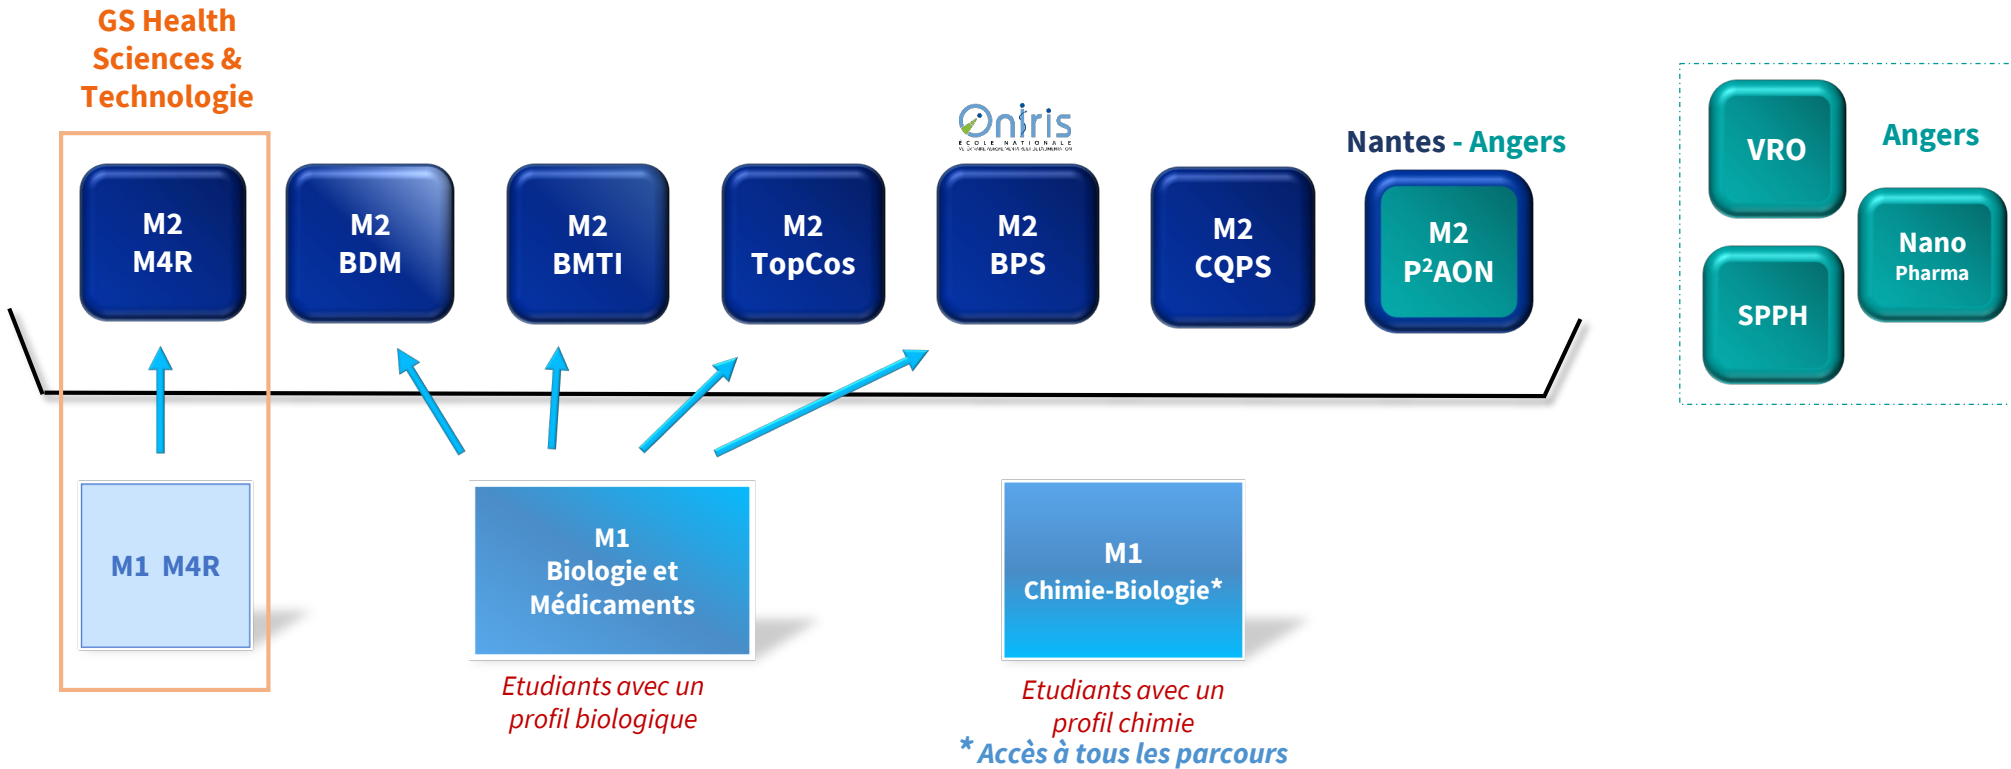 GS Health
Sciences &
Technologie
Oniris
ÉCOLE NATIONALE
Nantes - Angers
Angers
M2
M4R
M2
BDM
M2
BMTI
M2
TopCos
M2
BPS
M2
CQPS
M2
P²AON
VRO
Nano
Pharma
SPPH
M1 M4R
M1
Biologie et
Médicaments
M1
Chimie-Biologie*
Etudiants avec un
profil biologique
Etudiants avec un
profil chimie
* Accès à tous les parcours